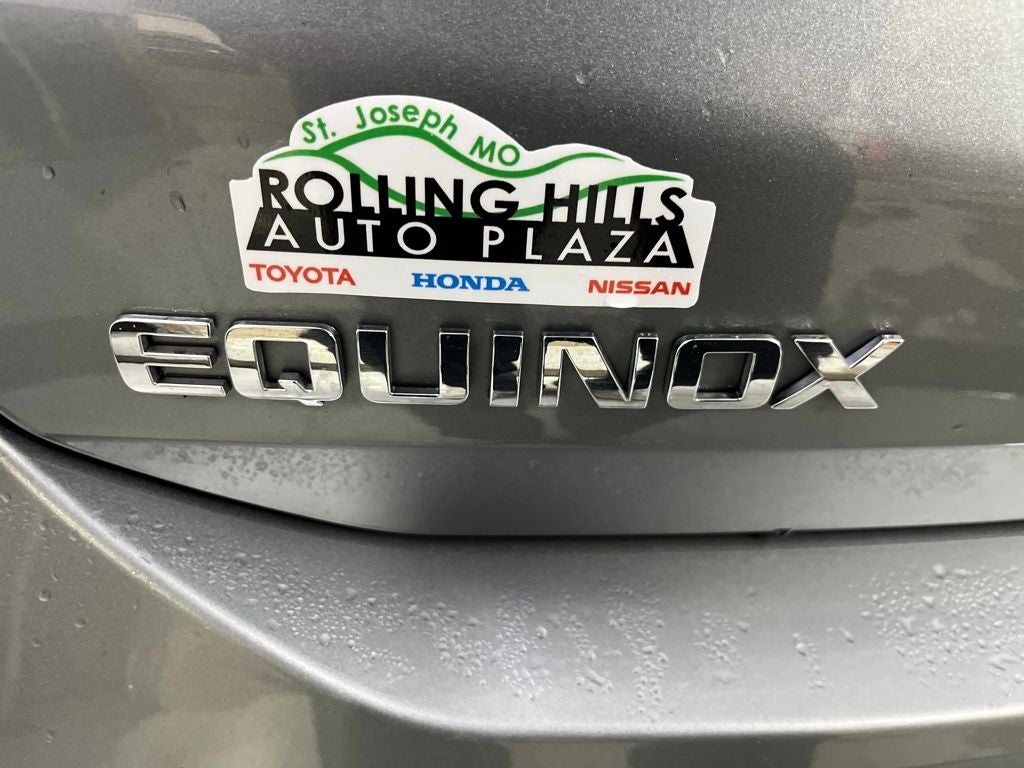 St. Joseph MO
ROLLING HILLS
AUTO PLAZA
TOYOTA HONDA NISSAN
EQUINOX